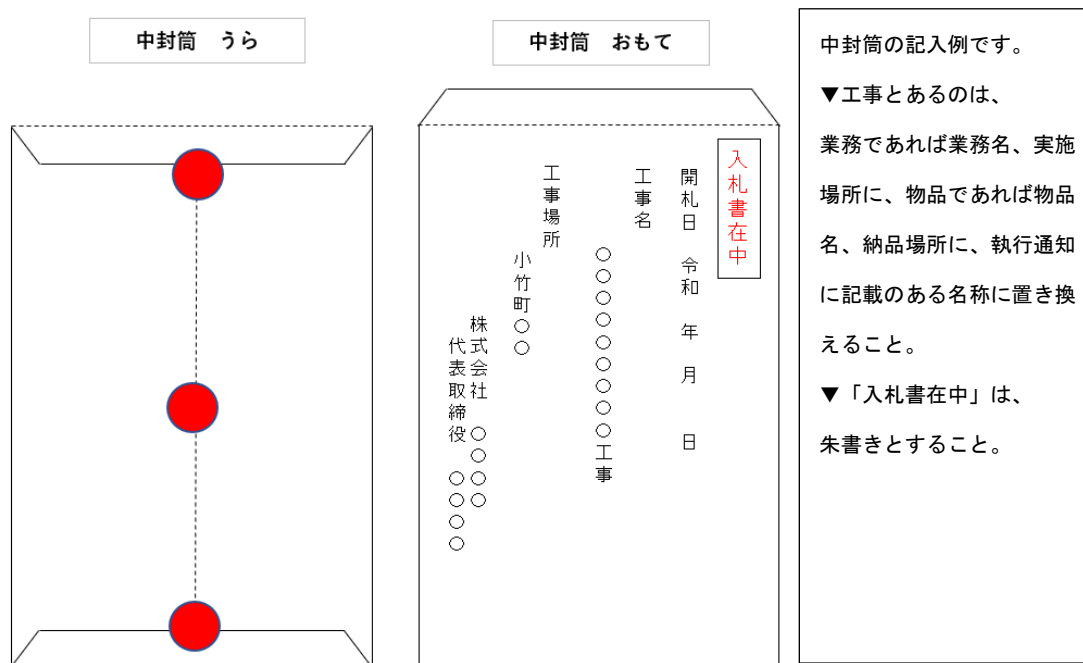 中封筒　うら
中封筒　おもて
入札書在中
開札日　令和　年　月　　日
工事名
○○○○○○○○○工事
工事場所
小竹町○○
株式会社　○○○○
代表取締役　○○○○
中封筒の記入例です。
▼工事とあるのは、
業務であれば業務名、実施
場所に、物品であれば物品
名、納品場所に、執行通知
に記載のある名称に置き換
えること。
▼「入札書在中」は、
朱書きとすること。